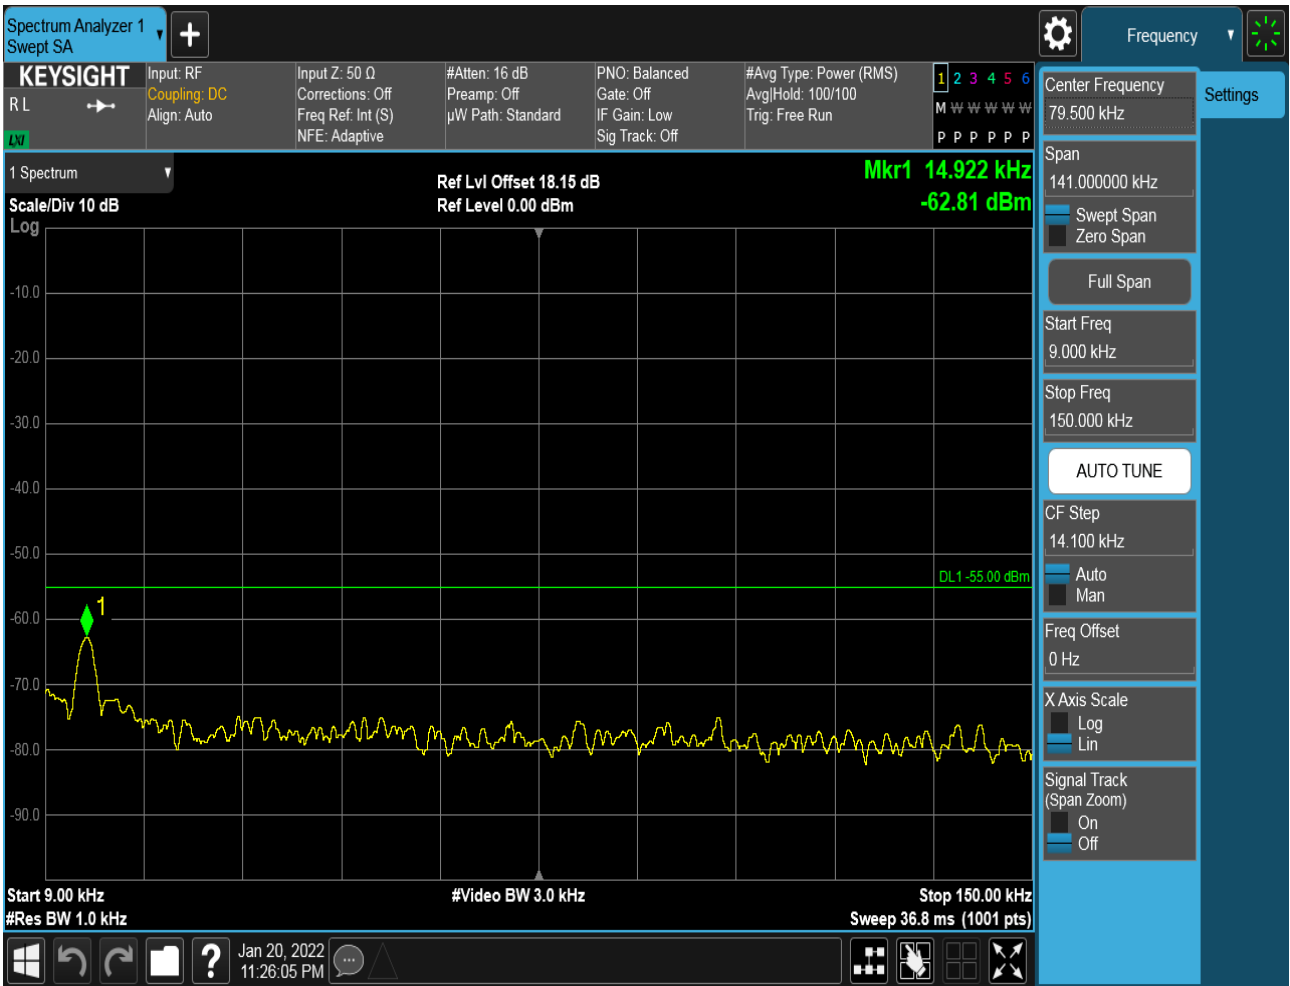 Spectrum Analyzer 1
Swept SA
Frequency
KEYSIGHT
R L
LXI
Input: RF
Coupling: DC
Align: Auto
Input Z: 50 Ω
Corrections: Off
Freq Ref: Int (S)
NFE: Adaptive
#Atten: 16 dB
Preamp: Off
µW Path: Standard
PNO: Balanced
Gate: Off
IF Gain: Low
Sig Track: Off
#Avg Type: Power (RMS)
Avg|Hold: 100/100
Trig: Free Run
1 2 3 4 5 6
M W W W W W
P P P P P P
1 Spectrum
Scale/Div 10 dB
Log
Ref Lvl Offset 18.15 dB
Ref Level 0.00 dBm
Mkr1 14.922 kHz
-62.81 dBm
-10.0
-20.0
-30.0
-40.0
-50.0
DL1 -55.00 dBm
1
-60.0
-70.0
-80.0
-90.0
Start 9.00 kHz
#Res BW 1.0 kHz
#Video BW 3.0 kHz
Stop 150.00 kHz
Sweep 36.8 ms (1001 pts)
?
Jan 20, 2022
11:26:05 PM
Center Frequency
79.500 kHz
Span
141.000000 kHz
Swept Span
Zero Span
Full Span
Start Freq
9.000 kHz
Stop Freq
150.000 kHz
AUTO TUNE
CF Step
14.100 kHz
Auto
Man
Freq Offset
0 Hz
X Axis Scale
Log
Lin
Signal Track
(Span Zoom)
On
Off
Settings